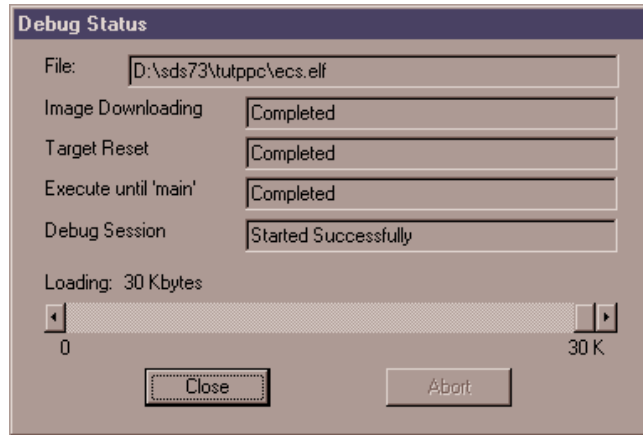 Debug Status
File: D:\sds73\tutppc\ecs.elf
Image Downloading Completed
Target Reset Completed
Execute until 'main' Completed
Debug Session Started Successfully
Loading: 30 Kbytes
0 30 K
Close Abort